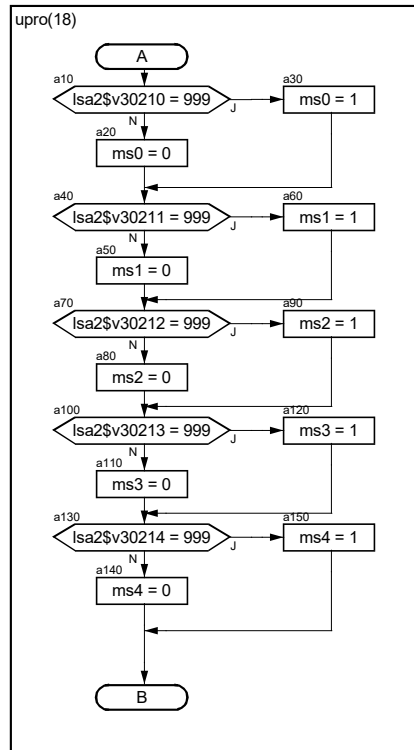 upro(18)
A
a10
lsa2$v30210 = 999
J
N
a30
ms0 = 1
a20
ms0 = 0
a40
lsa2$v30211 = 999
J
N
a60
ms1 = 1
a50
ms1 = 0
a70
lsa2$v30212 = 999
J
N
a90
ms2 = 1
a80
ms2 = 0
a100
lsa2$v30213 = 999
J
N
a120
ms3 = 1
a110
ms3 = 0
a130
lsa2$v30214 = 999
J
N
a150
ms4 = 1
a140
ms4 = 0
B